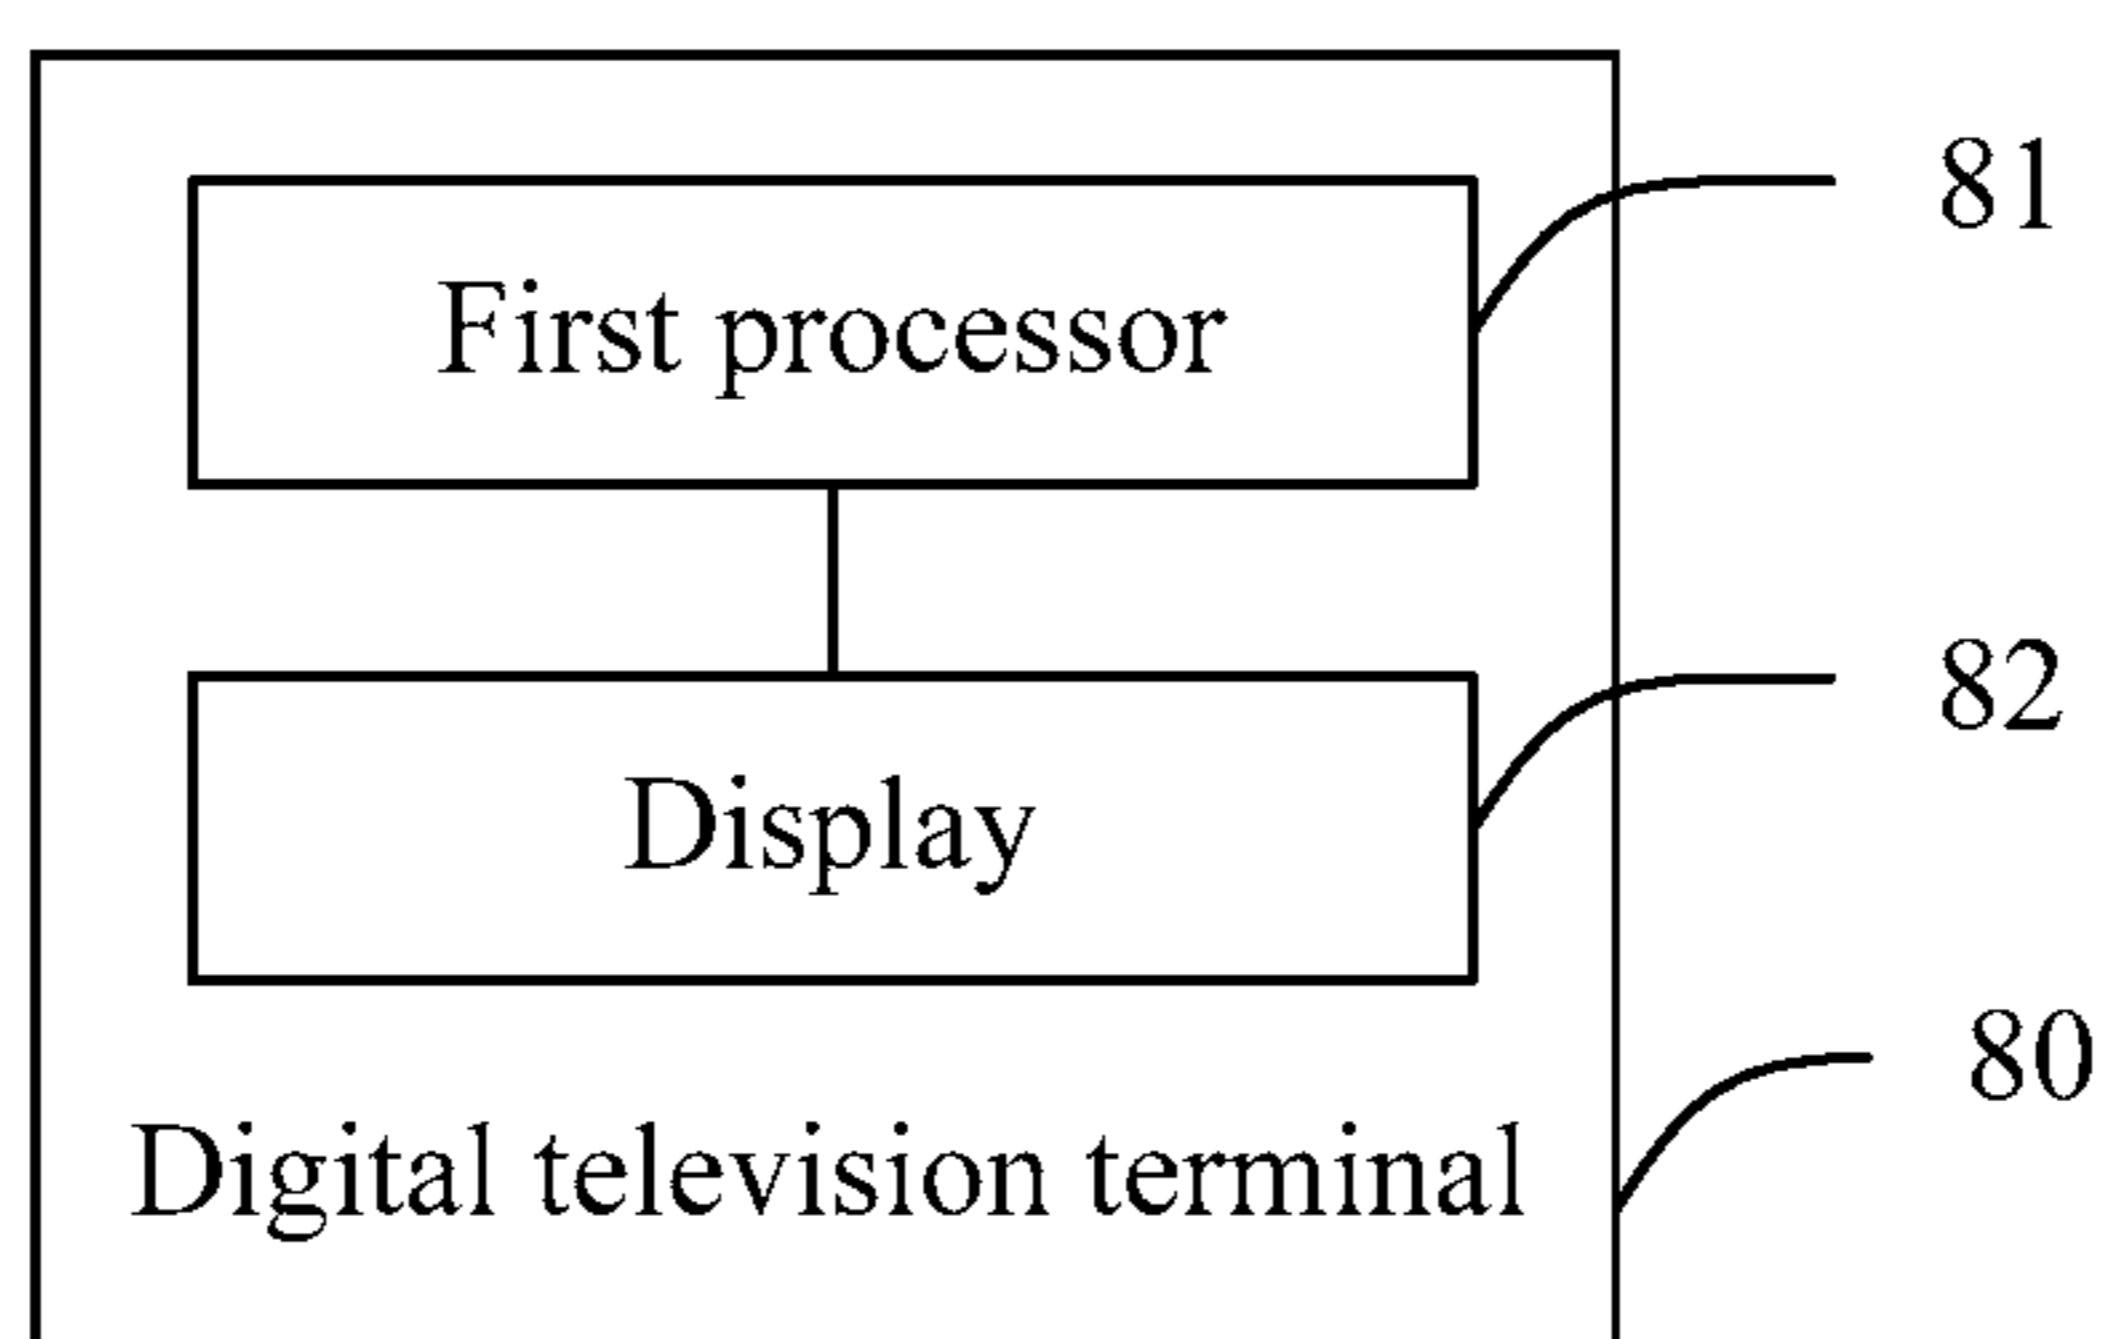 81
First processor
82
Display
80
Digital television terminal